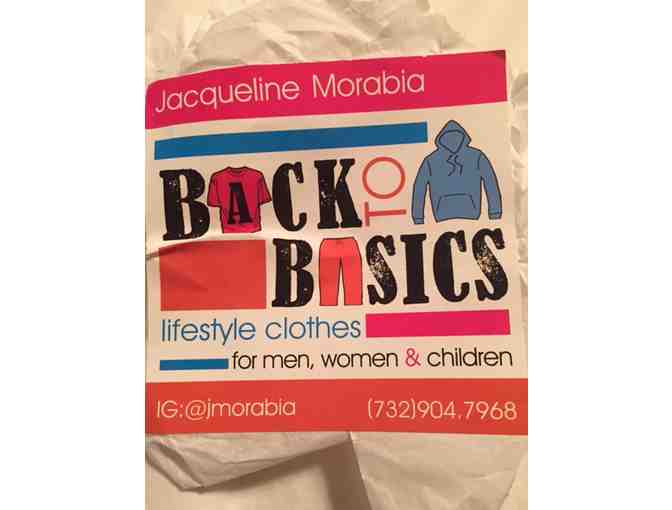 Jacqueline Morabia
BACK TO
BASICS
lifestyle clothes
for men, women & children
IG:@jmorabia (732)904.7968